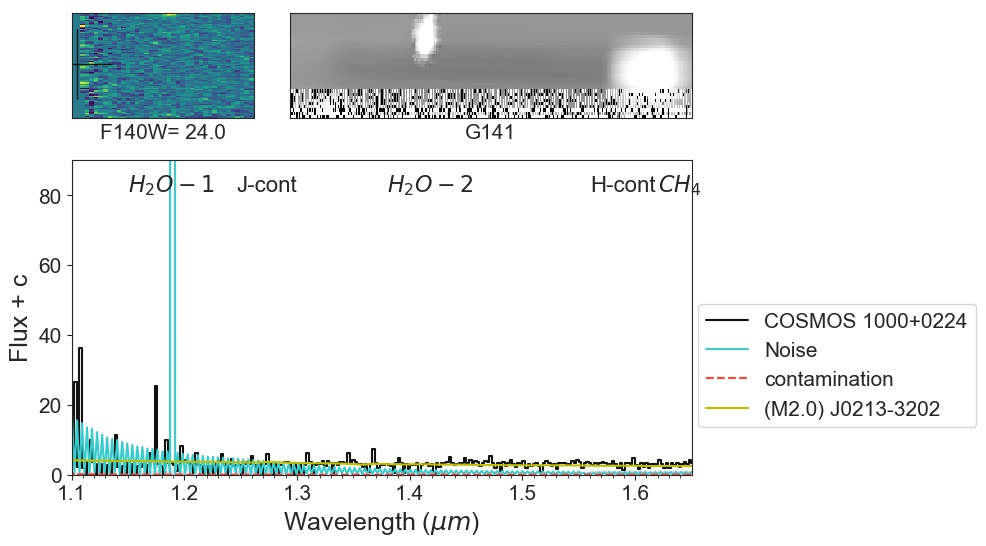 F140W= 24.0
G141
H₂O − 1
J-cont
H₂O − 2
H-cont
CH₄
80
60
40
20
0
Flux + c
1.1
1.2
1.3
1.4
1.5
1.6
Wavelength (μm)
COSMOS 1000+0224
Noise
contamination
(M2.0) J0213-3202